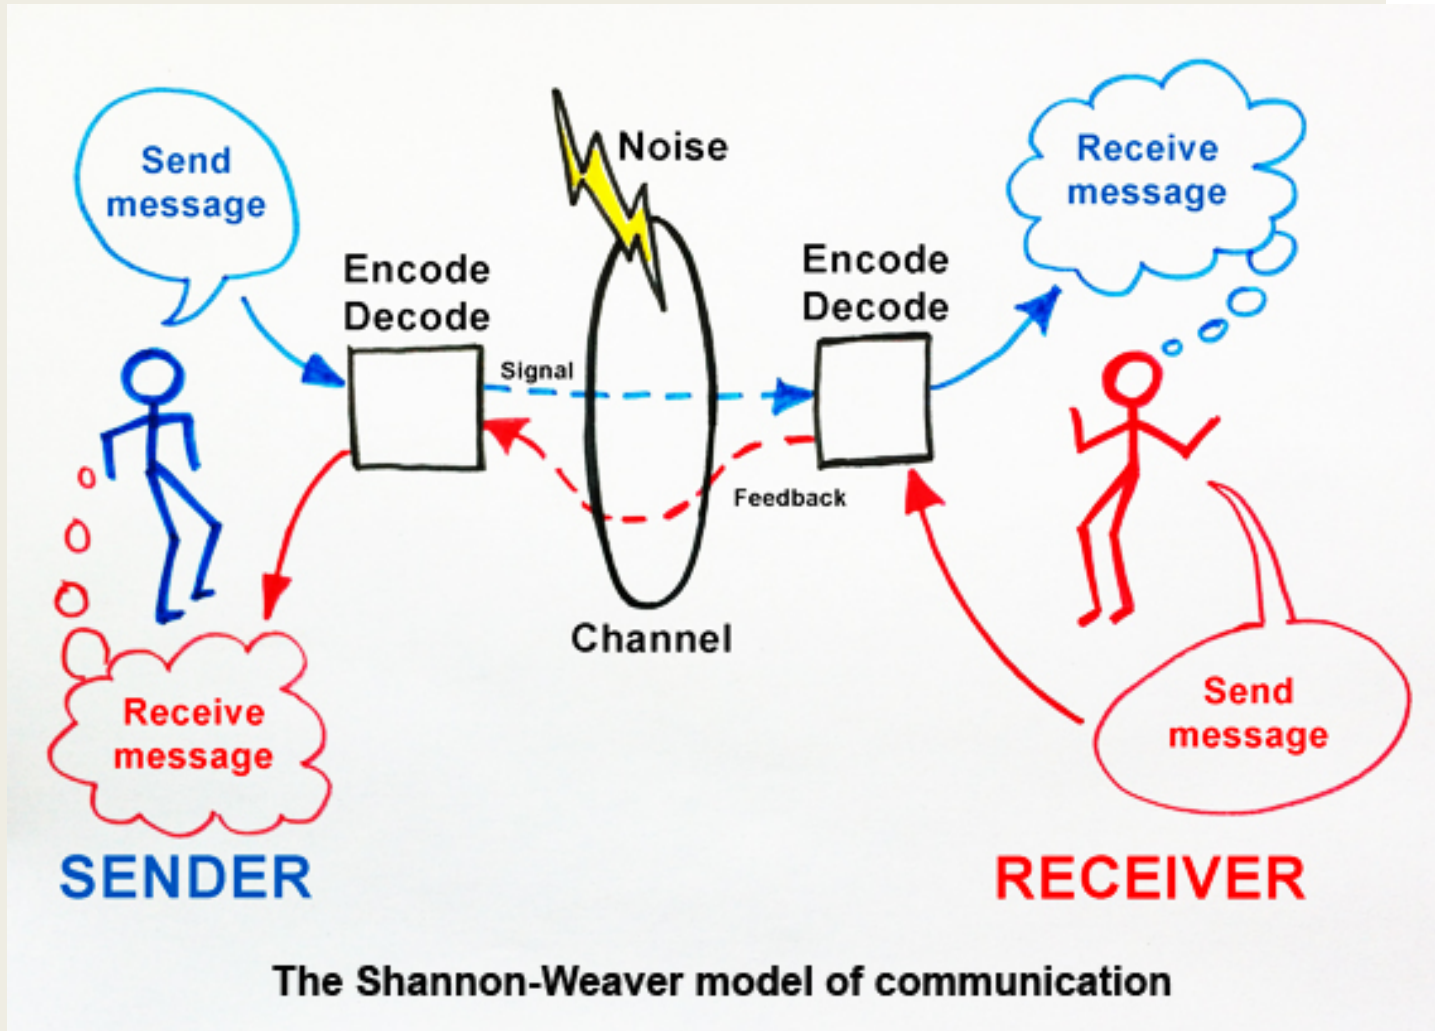 Send
message
Noise
Receive
message
Encode
Decode
Encode
Decode
Signal
Feedback
Channel
Receive
message
Send
message
SENDER
RECEIVER
The Shannon-Weaver model of communication